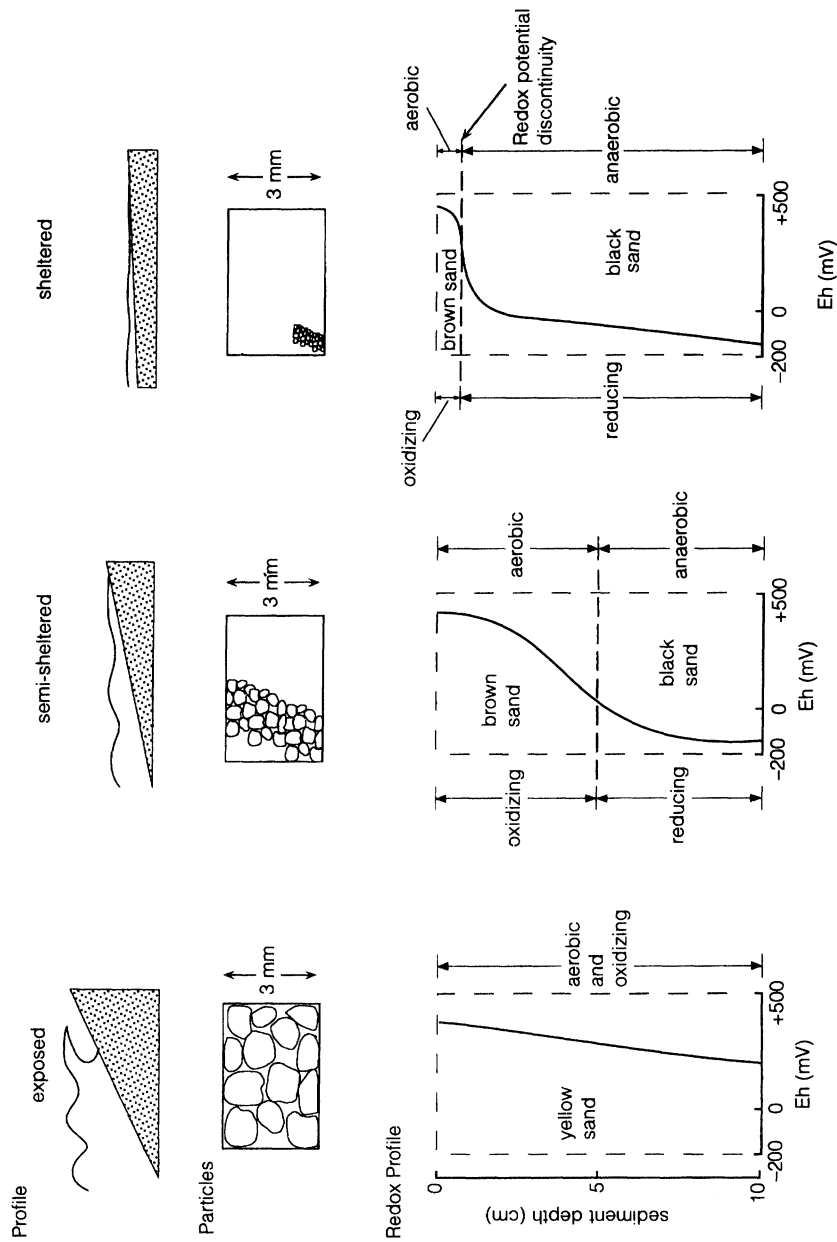 Profile
exposed
semi-sheltered
sheltered
Particles
3 mm
3 mm
3 mm
Redox Profile
0
5
10
sediment depth (cm)
yellow
sand
aerobic
and
oxidizing
-200
0
+500
Eh (mV)
oxidizing
reducing
brown
sand
black
sand
aerobic
anaerobic
-200
0
+500
Eh (mV)
oxidizing
reducing
brown sand
black
sand
aerobic
Redox potential
discontinuity
anaerobic
-200
0
+500
Eh (mV)